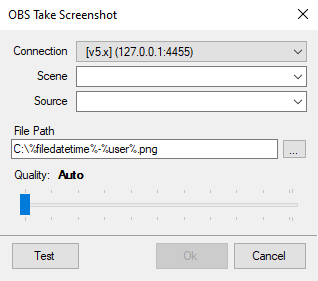 OBS Take Screenshot
Connection [v5.x] (127.0.0.1:4455)
Scene
Source
File Path
C:\%filedatetime%-%user%.png ...
Quality: Auto
Test Ok Cancel